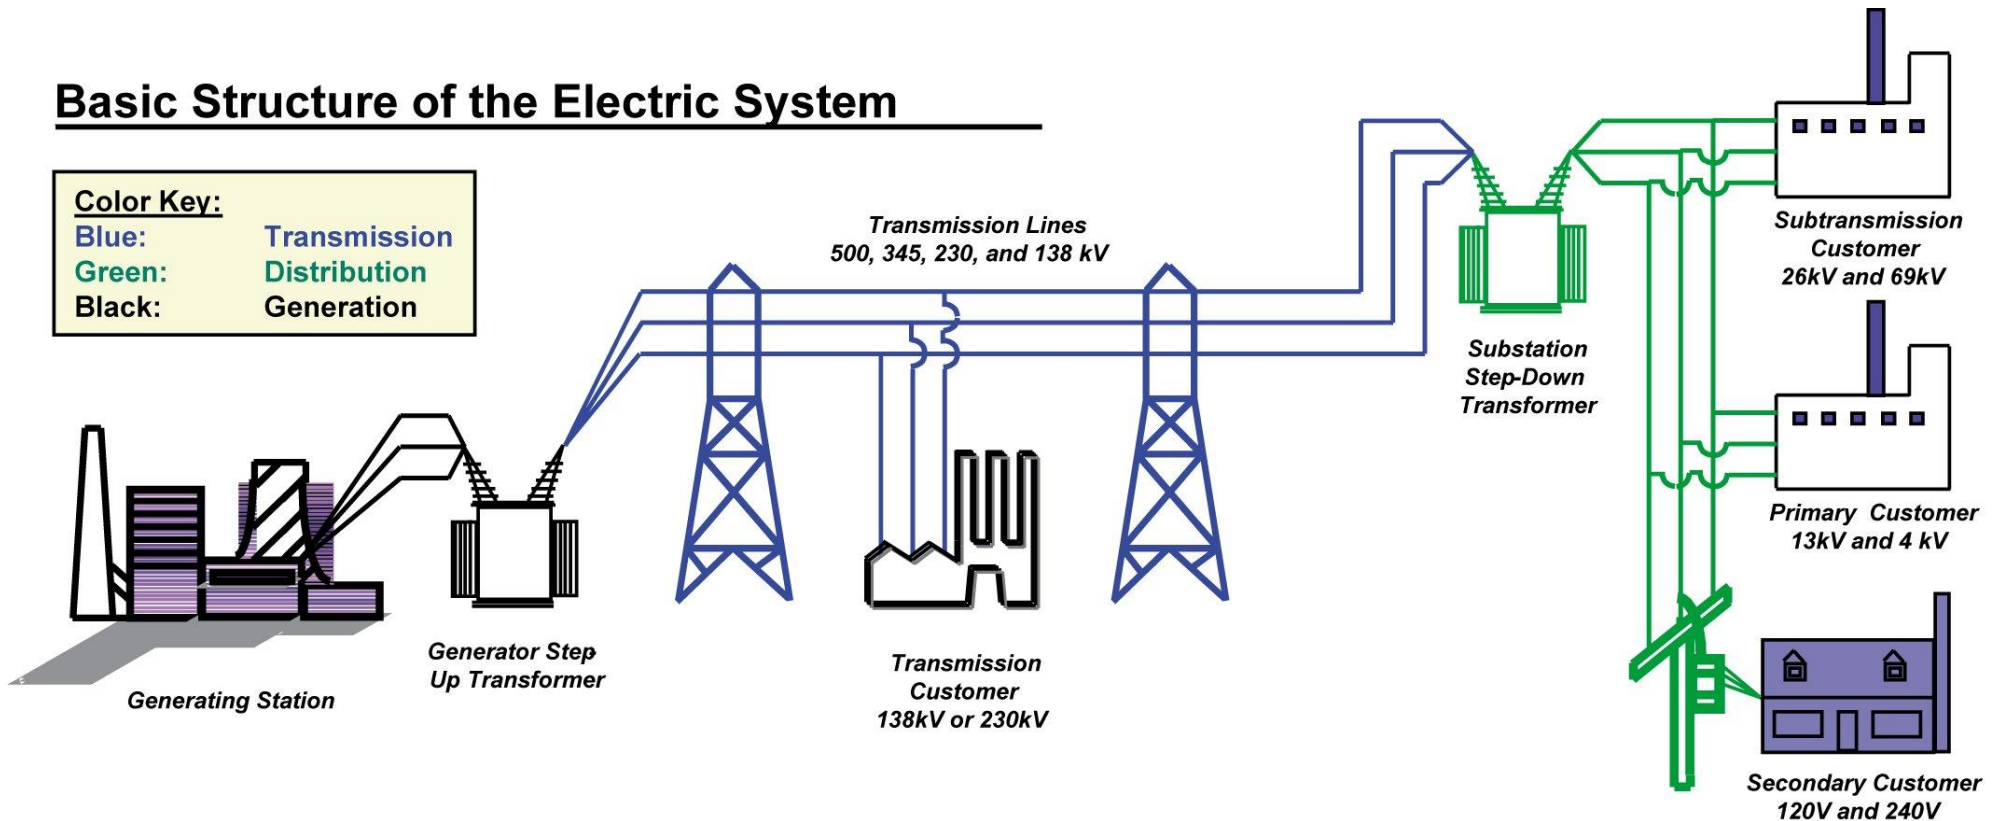 Basic Structure of the Electric System
Color Key:
Blue: Transmission
Green: Distribution
Black: Generation
Transmission Lines
500, 345, 230, and 138 kV
Subtransmission
Customer
26kV and 69kV
Substation
Step-Down
Transformer
Primary Customer
13kV and 4 kV
Generator Step-
Up Transformer
Generating Station
Transmission
Customer
138kV or 230kV
Secondary Customer
120V and 240V